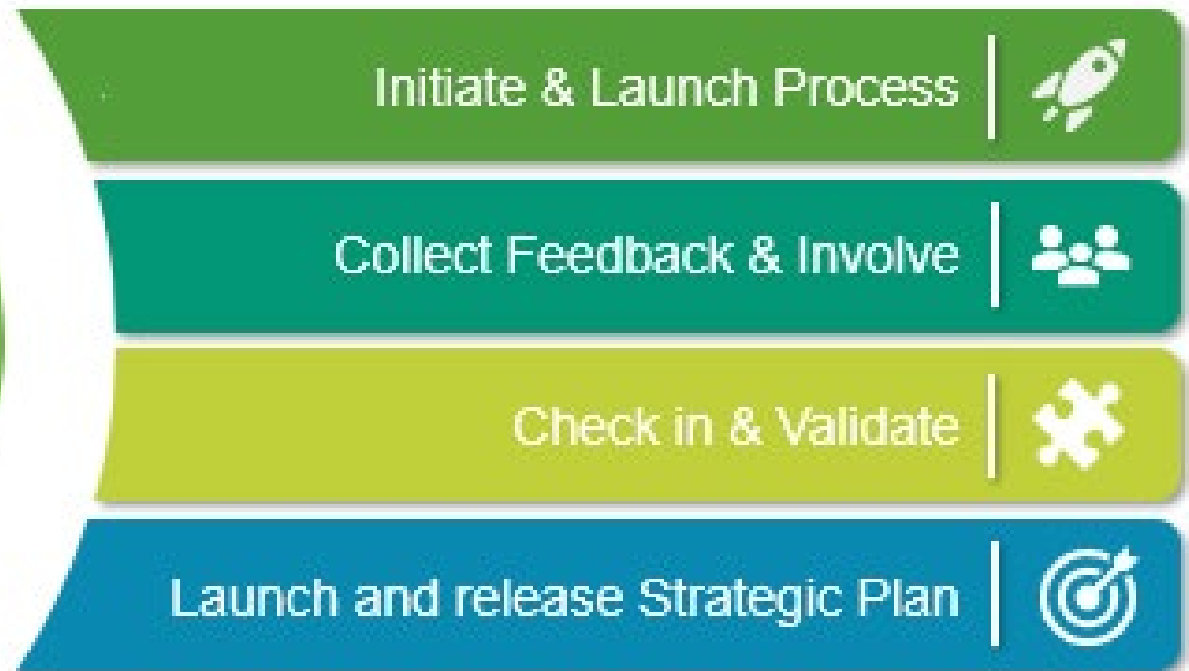 Initiate & Launch Process
Collect Feedback & Involve
Check in & Validate
Launch and release Strategic Plan